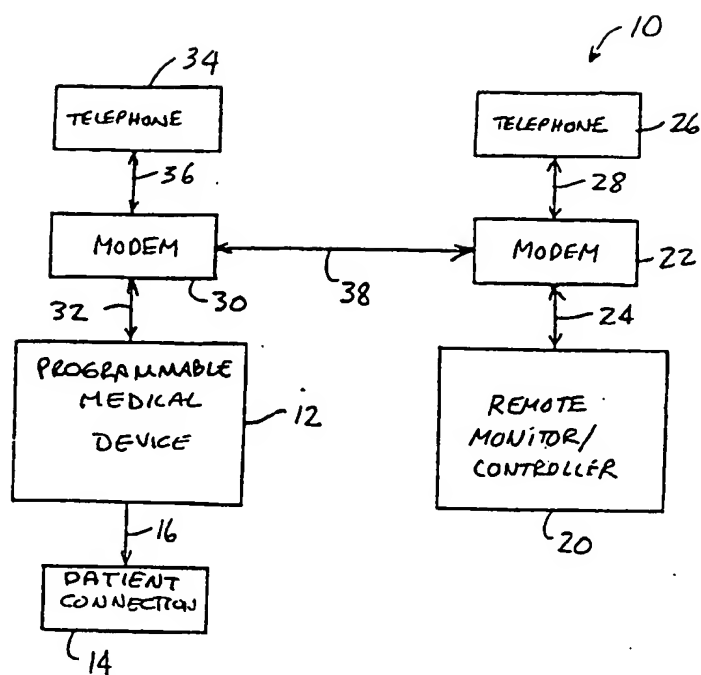 10
34
TELEPHONE
36
MODEM
30
32
PROGRAMMABLE
MEDICAL
DEVICE
12
16
PATIENT
CONNECTION
14
38
TELEPHONE
26
28
MODEM
22
24
REMOTE
MONITOR/
CONTROLLER
20